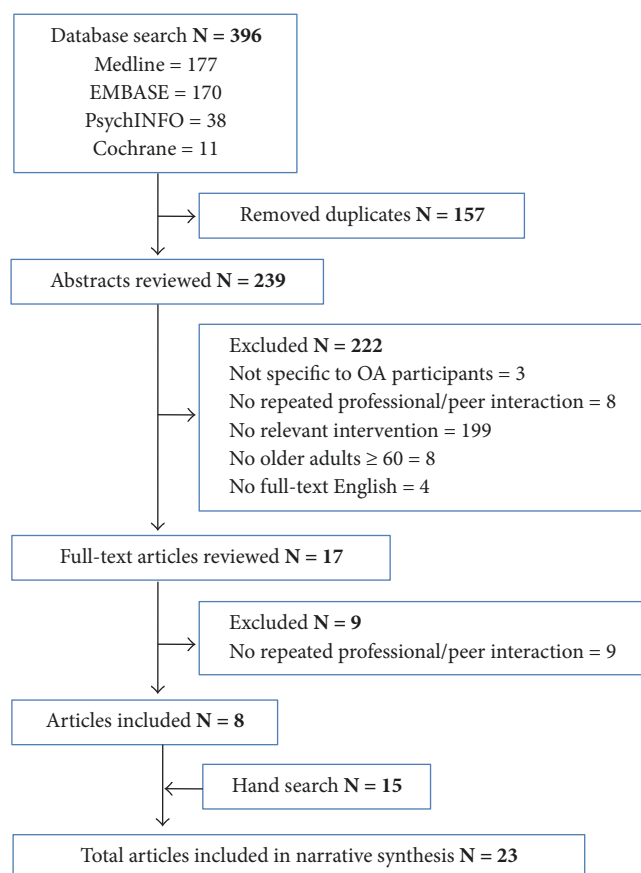 Database search N = 396
Medline = 177
EMBASE = 170
PsychINFO = 38
Cochrane = 11
Removed duplicates N = 157
Abstracts reviewed N = 239
Excluded N = 222
Not specific to OA participants = 3
No repeated professional/peer interaction = 8
No relevant intervention = 199
No older adults ≥ 60 = 8
No full-text English = 4
Full-text articles reviewed N = 17
Excluded N = 9
No repeated professional/peer interaction = 9
Articles included N = 8
Hand search N = 15
Total articles included in narrative synthesis N = 23